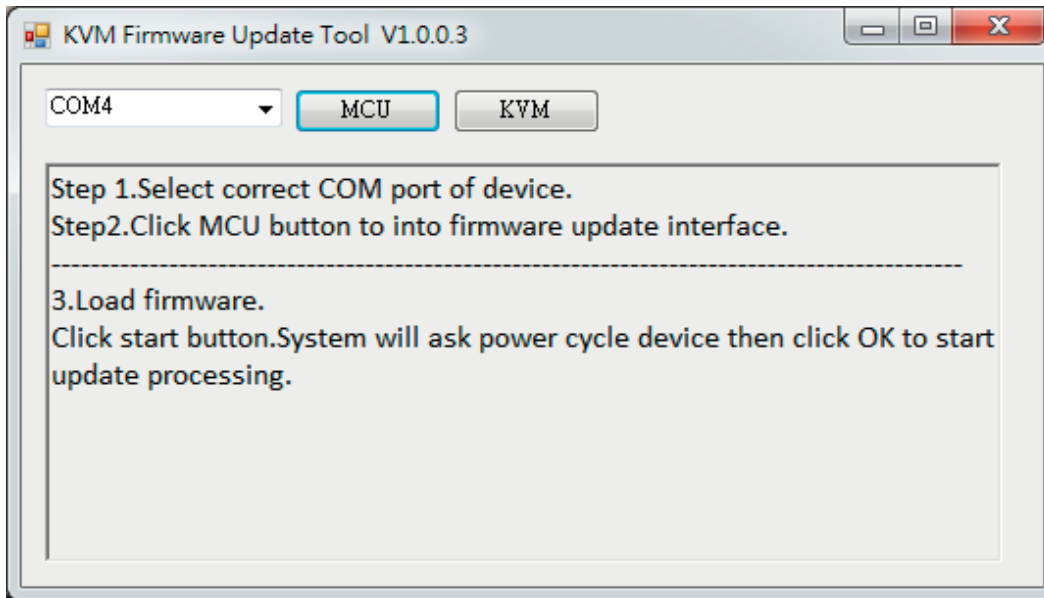 KVM Firmware Update Tool V1.0.0.3
COM4
MCU
KVM
Step 1.Select correct COM port of device.
Step2.Click MCU button to into firmware update interface.
--------------------------------------------------------------------------------------------
3.Load firmware.
Click start button.System will ask power cycle device then click OK to start
update processing.